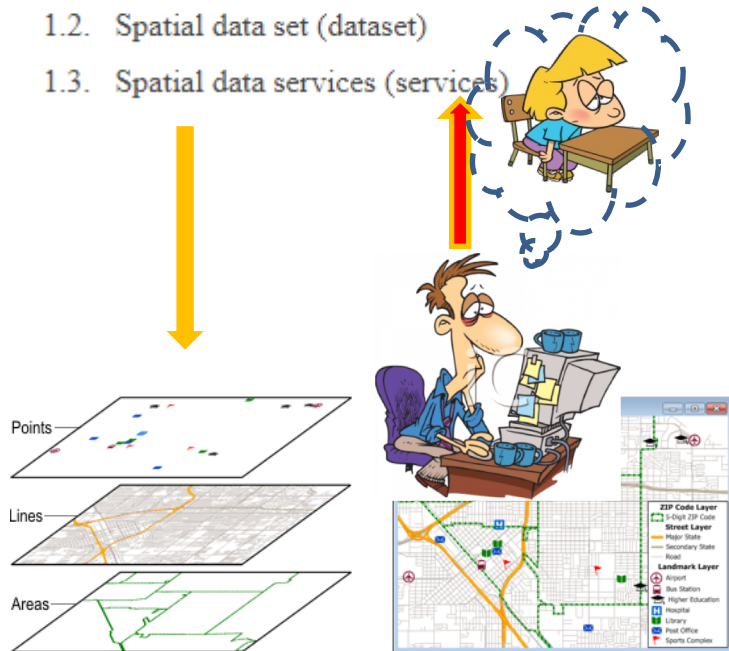 1.2. Spatial data set (dataset)
1.3. Spatial data services (services)
Points
Lines
Areas
ZIP Code Layer
5-Digit ZIP Code
Street Layer
Major State
Secondary State
Road
Landmark Layer
Airport
Bus Station
Higher Education
Hospital
Library
Post Office
Sports Complex